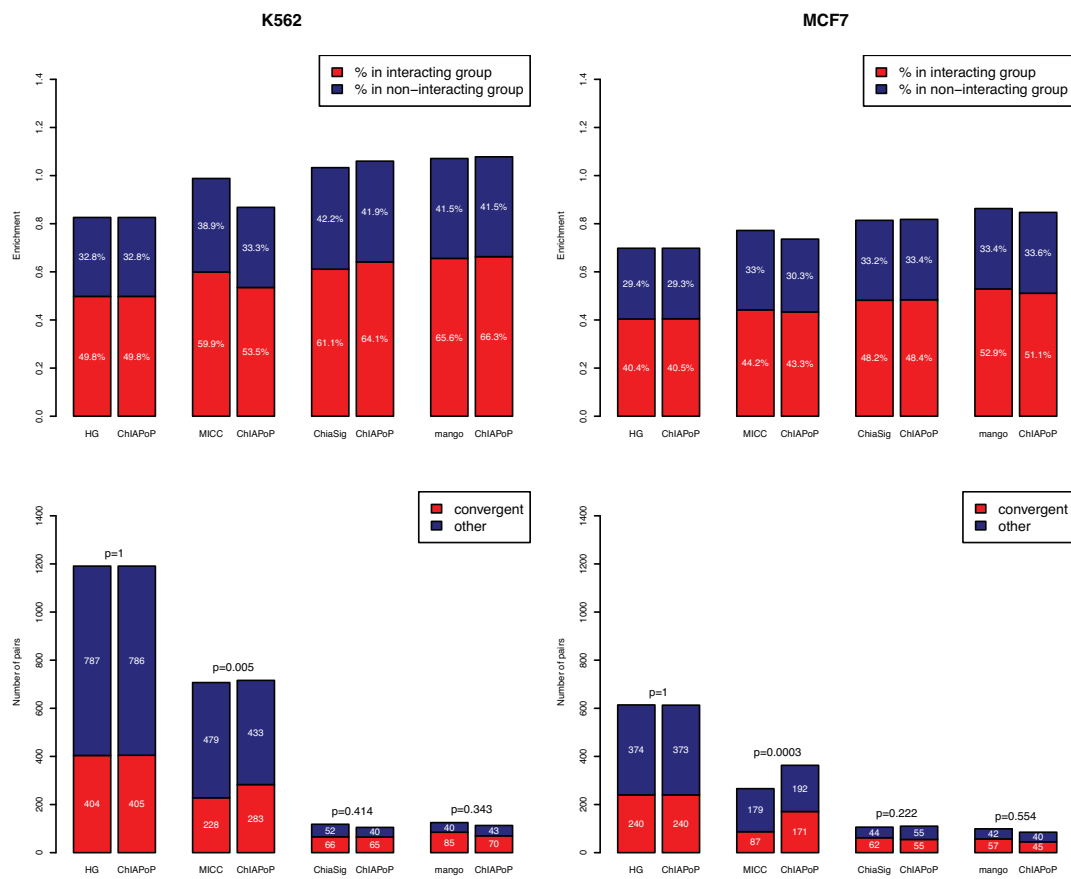 K562
MCF7
% in interacting group
% in non−interacting group
% in interacting group
% in non−interacting group
Enrichment
0.0 0.2 0.4 0.6 0.8 1.0 1.2 1.4
32.8% 32.8% 38.9% 33.3% 42.2% 41.9% 41.5% 41.5%
49.8% 49.8% 59.9% 53.5% 61.1% 64.1% 65.6% 66.3%
HG ChIAPoP MICC ChIAPoP ChiaSig ChIAPoP mango ChIAPoP
Enrichment
0.0 0.2 0.4 0.6 0.8 1.0 1.2 1.4
29.4% 29.3% 33% 30.3% 33.2% 33.4% 33.4% 33.6%
40.4% 40.5% 44.2% 43.3% 48.2% 48.4% 52.9% 51.1%
HG ChIAPoP MICC ChIAPoP ChiaSig ChIAPoP mango ChIAPoP
convergent
other
convergent
other
Number of pairs
0 200 400 600 800 1000 1200 1400
p=1 p=0.005 p=0.414 p=0.343
787 786 479 433 52 40 40 43
404 405 228 283 66 65 85 70
HG ChIAPoP MICC ChIAPoP ChiaSig ChIAPoP mango ChIAPoP
Number of pairs
0 200 400 600 800 1000 1200 1400
p=1 p=0.0003 p=0.222 p=0.554
374 373 179 192 44 55 42 40
240 240 87 171 62 55 57 45
HG ChIAPoP MICC ChIAPoP ChiaSig ChIAPoP mango ChIAPoP